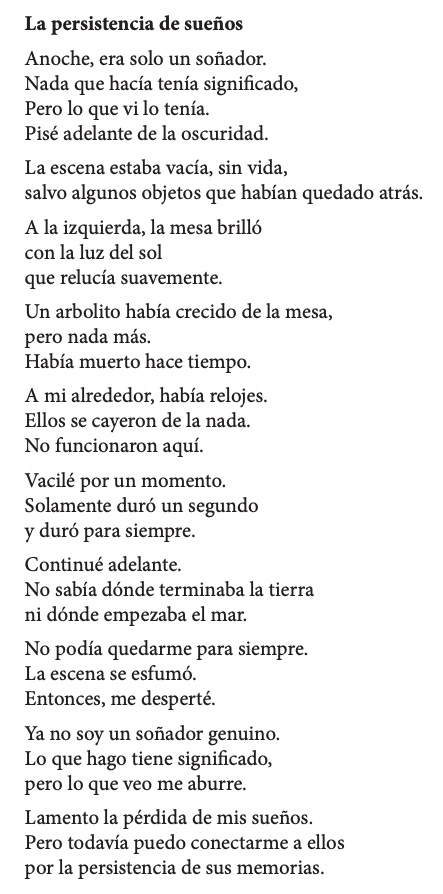 La persistencia de sueños
Anoche, era solo un soñador.
Nada que hacía tenía significado,
Pero lo que vi lo tenía.
Pisé adelante de la oscuridad.
La escena estaba vacía, sin vida,
salvo algunos objetos que habían quedado atrás.
A la izquierda, la mesa brilló
con la luz del sol
que relucía suavemente.
Un arbolito había crecido de la mesa,
pero nada más.
Había muerto hace tiempo.
A mi alrededor, había relojes.
Ellos se cayeron de la nada.
No funcionaron aquí.
Vacilé por un momento.
Solamente duró un segundo
y duró para siempre.
Continué adelante.
No sabía dónde terminaba la tierra
ni dónde empezaba el mar.
No podía quedarme para siempre.
La escena se esfumó.
Entonces, me desperté.
Ya no soy un soñador genuino.
Lo que hago tiene significado,
pero lo que veo me aburre.
Lamento la pérdida de mis sueños.
Pero todavía puedo conectarme a ellos
por la persistencia de sus memorias.